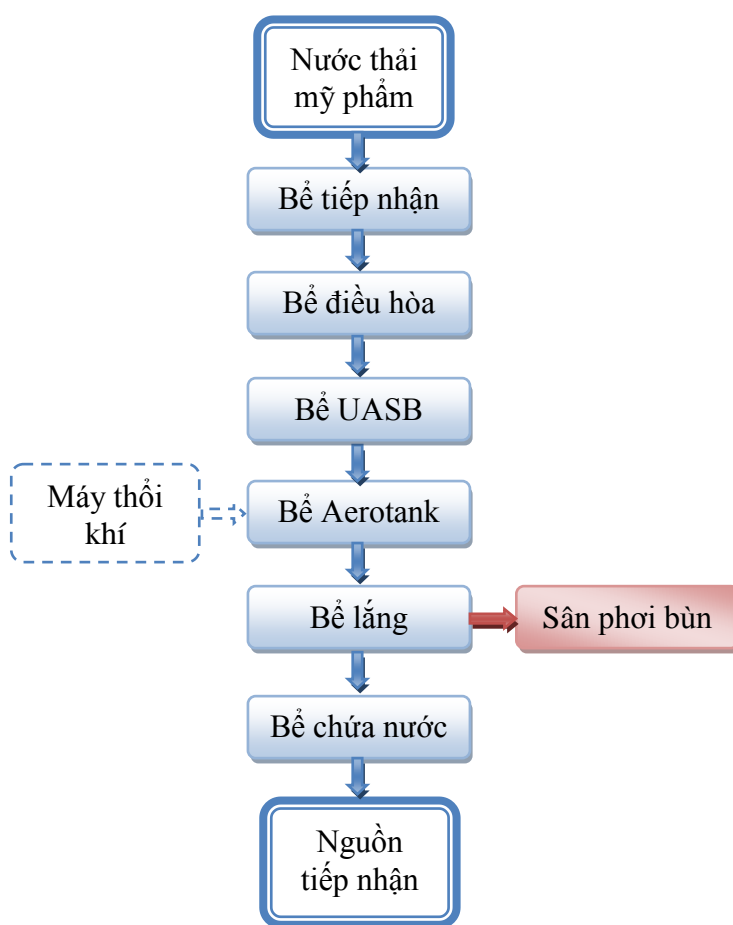 Nước thải
mỹ phẩm
Bể tiếp nhận
Bể điều hòa
Bể UASB
Máy thổi
khí
Bể Aerotank
Bể lắng
Sân phơi bùn
Bể chứa nước
Nguồn
tiếp nhận